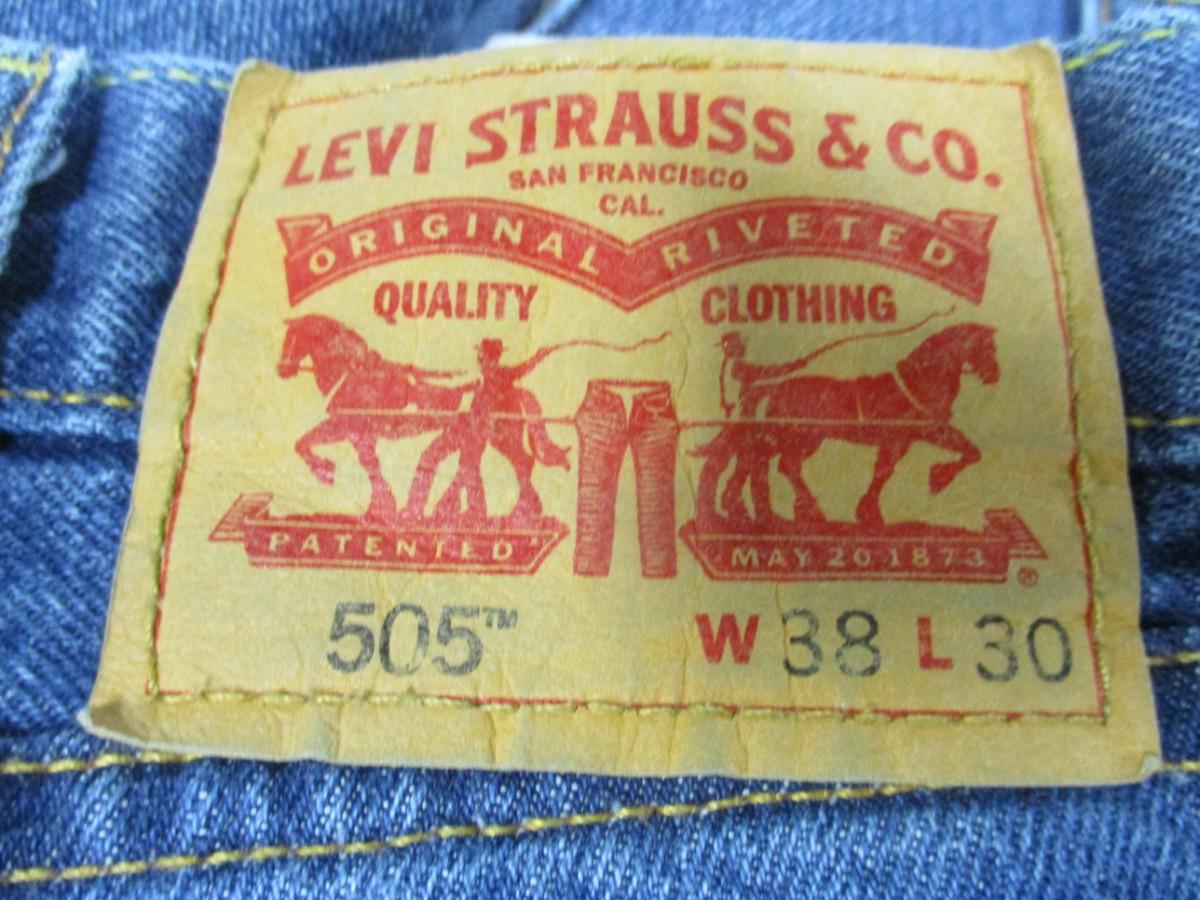 LEVI STRAUSS & CO.
SAN FRANCISCO
CAL.
ORIGINAL RIVETED
QUALITY CLOTHING
PATENTED MAY 20 1873 ®
505™ W 38 L 30